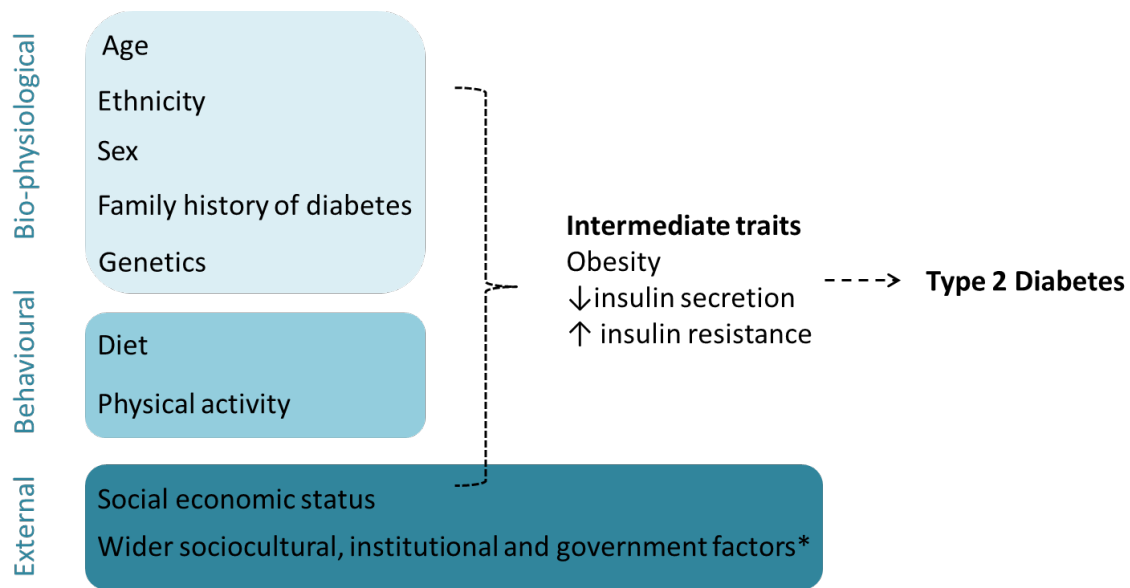 Bio-physiological
Age
Ethnicity
Sex
Family history of diabetes
Genetics
Behavioural
Diet
Physical activity
External
Social economic status
Wider sociocultural, institutional and government factors*
Intermediate traits
Obesity
↓insulin secretion
↑ insulin resistance
Type 2 Diabetes